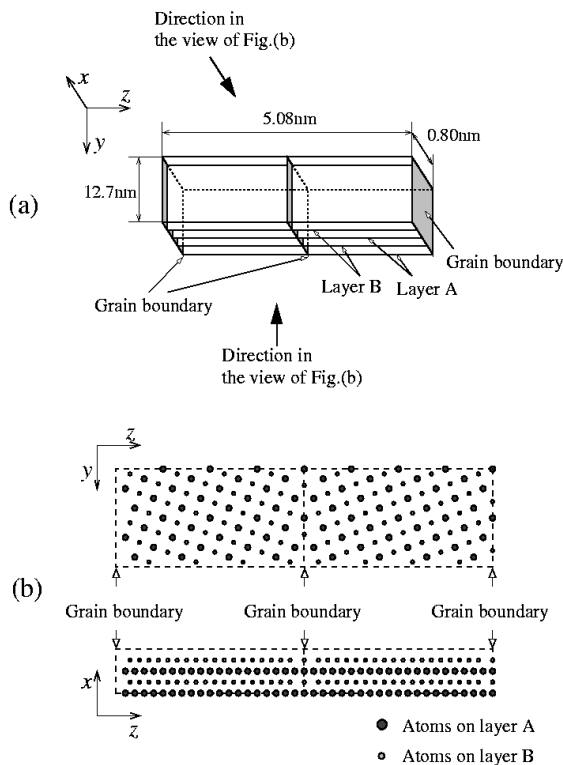 Direction in
the view of Fig.(b)
x
z
y
5.08nm
0.80nm
12.7nm
(a)
Grain boundary
Layer B
Layer A
Grain boundary
Direction in
the view of Fig.(b)
z
y
(b)
Grain boundary
Grain boundary
Grain boundary
x
z
Atoms on layer A
Atoms on layer B